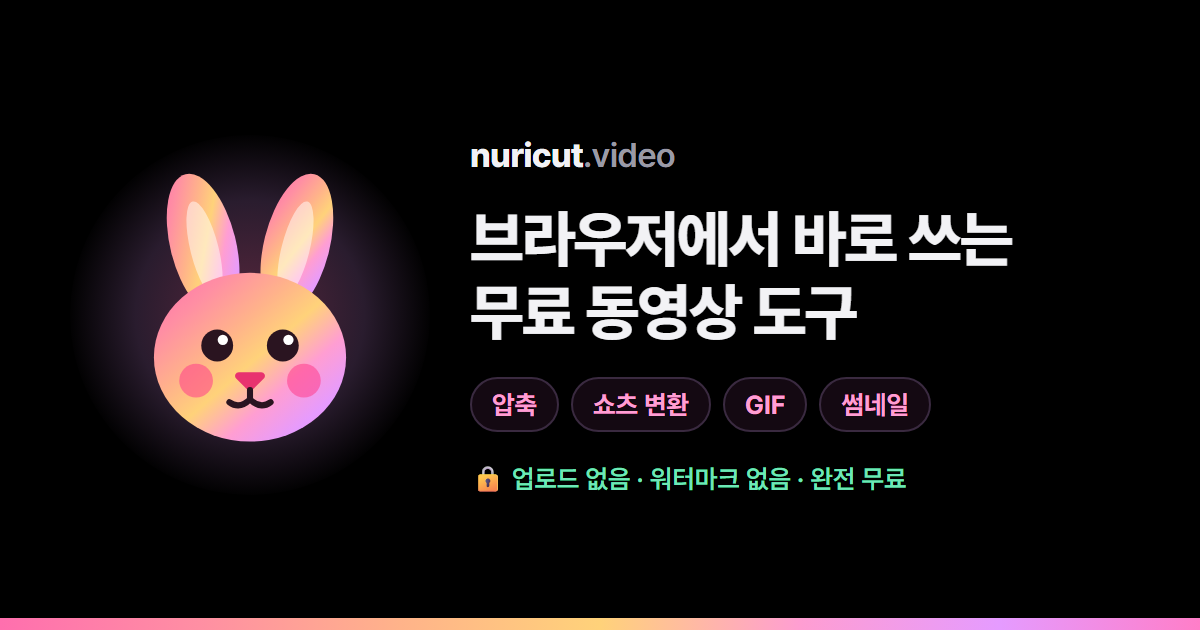 nuricut.video
브라우저에서 바로 쓰는
무료 동영상 도구
압축 쇼츠 변환 GIF 썸네일
업로드 없음 · 워터마크 없음 · 완전 무료